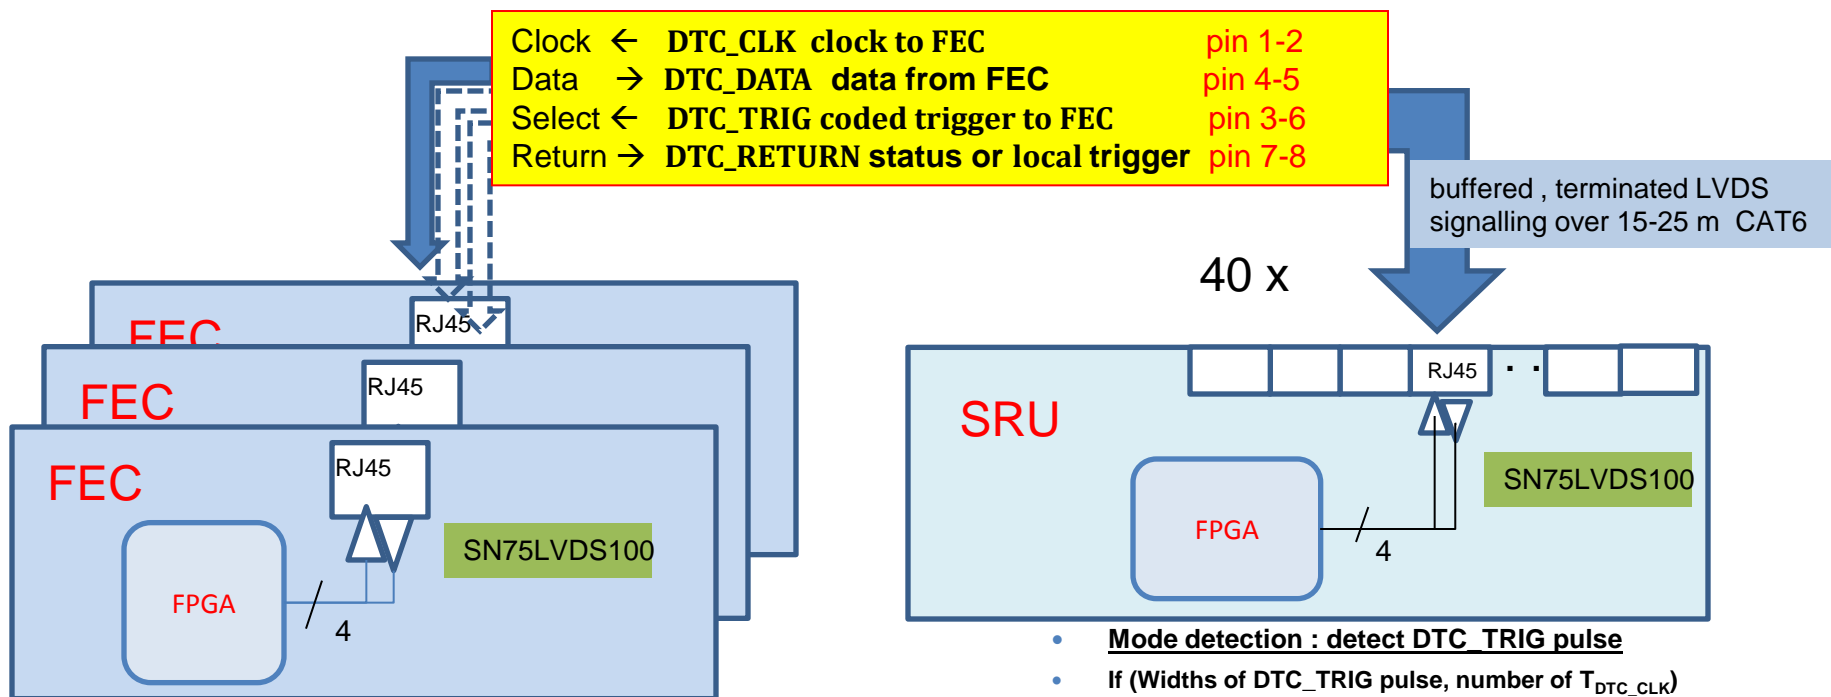 Clock ← DTC_CLK clock to FEC pin 1-2
Data → DTC_DATA data from FEC pin 4-5
Select ← DTC_TRIG coded trigger to FEC pin 3-6
Return → DTC_RETURN status or local trigger pin 7-8
buffered , terminated LVDS
signalling over 15-25 m CAT6
40 x
FEC
RJ45
FEC
RJ45
FEC
RJ45
SN75LVDS100
FPGA
4
RJ45
. .
SRU
SN75LVDS100
FPGA
4
• Mode detection : detect DTC_TRIG pulse
• If (Widths of DTC_TRIG pulse, number of T_DTC_CLK)